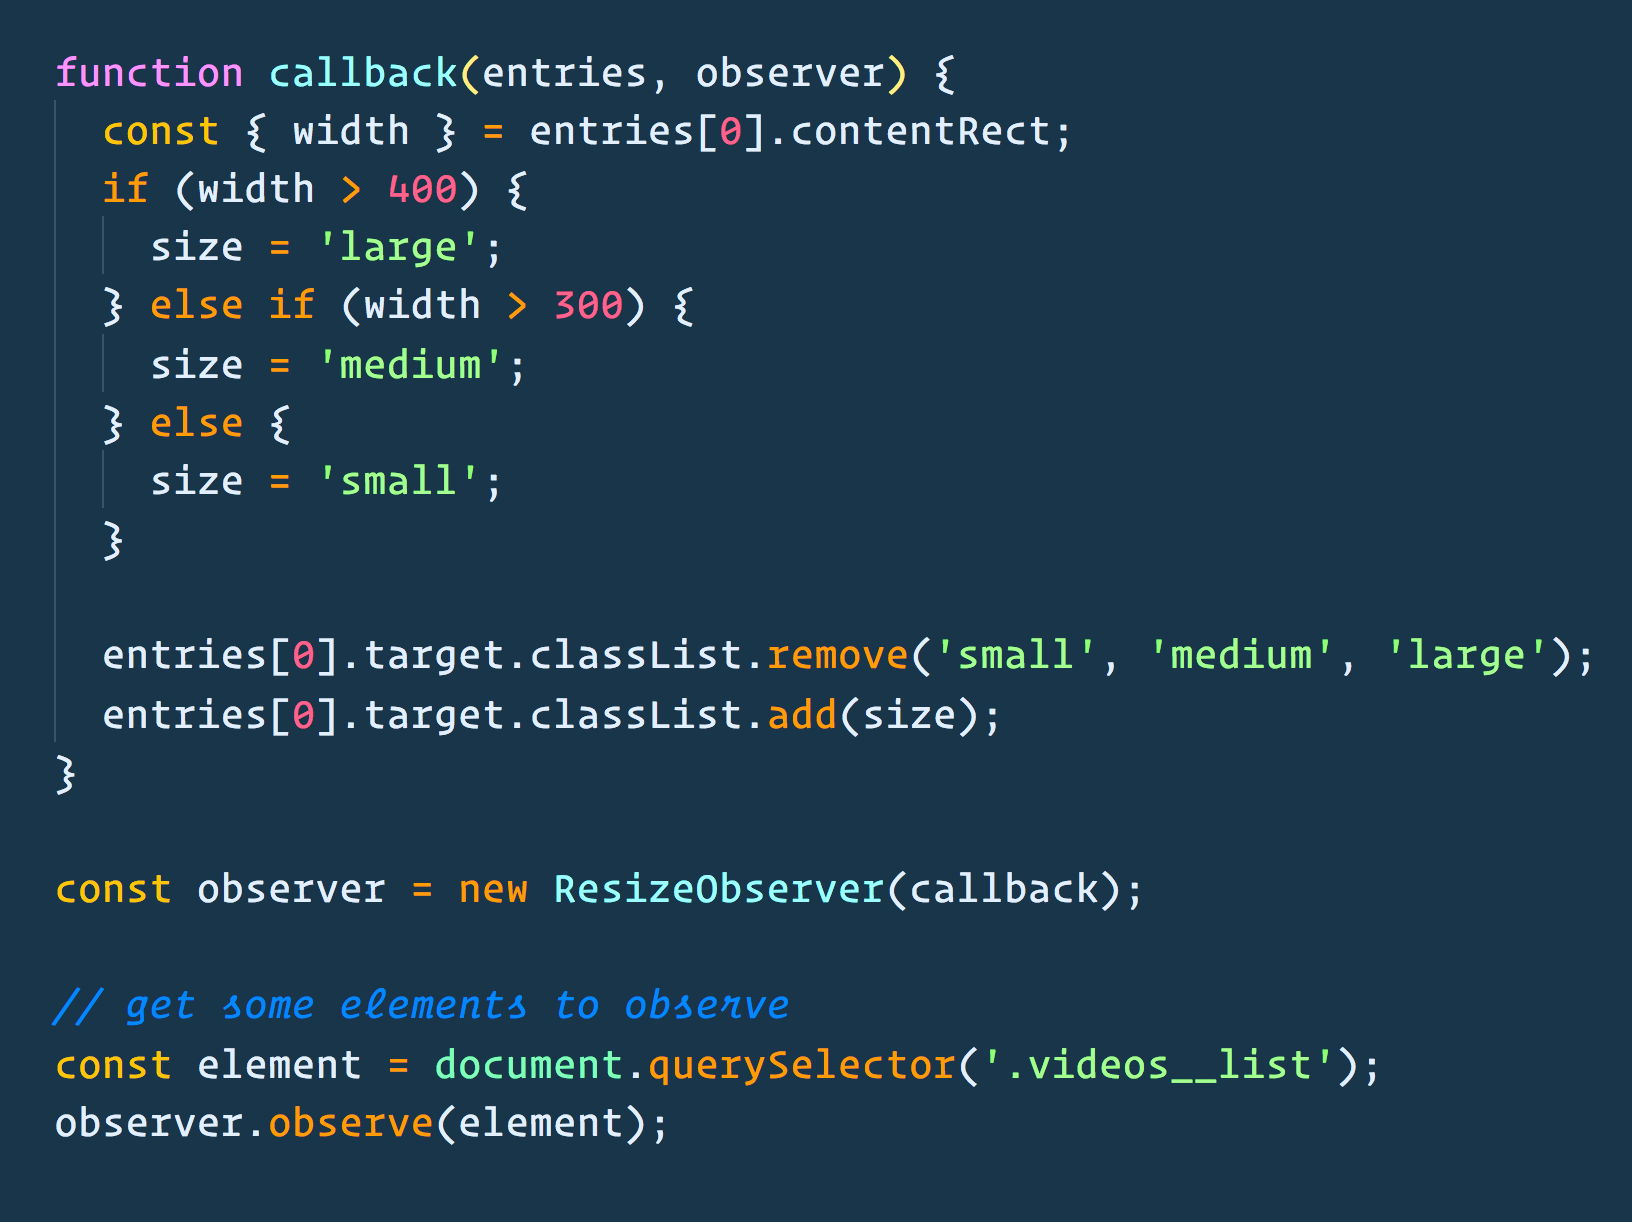 function callback(entries, observer) {
  const { width } = entries[0].contentRect;
  if (width > 400) {
    size = 'large';
  } else if (width > 300) {
    size = 'medium';
  } else {
    size = 'small';
  }

  entries[0].target.classList.remove('small', 'medium', 'large');
  entries[0].target.classList.add(size);
}

const observer = new ResizeObserver(callback);

// get some elements to observe
const element = document.querySelector('.videos__list');
observer.observe(element);